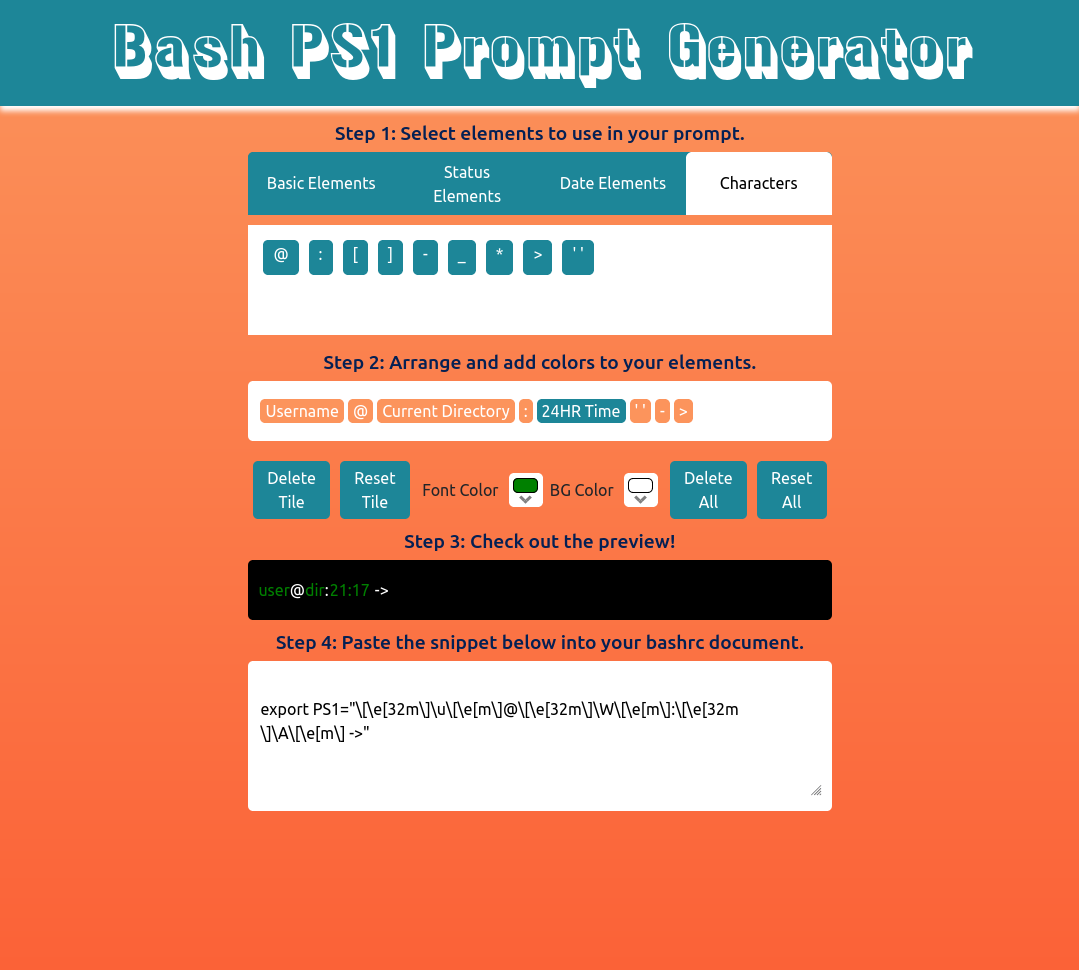 Bash PS1 Prompt Generator
Step 1: Select elements to use in your prompt.
Basic Elements
Status
Elements
Date Elements
Characters
@ : [ ] - _ * > ' '
Step 2: Arrange and add colors to your elements.
Username @ Current Directory : 24HR Time ' ' - >
Delete
Tile
Reset
Tile
Font Color
BG Color
Delete
All
Reset
All
Step 3: Check out the preview!
user@dir:21:17 ->
Step 4: Paste the snippet below into your bashrc document.
export PS1="\[\e[32m\]\u\[\e[m\]@\[\e[32m\]\W\[\e[m\]:\[\e[32m
\]\A\[\e[m\] ->"